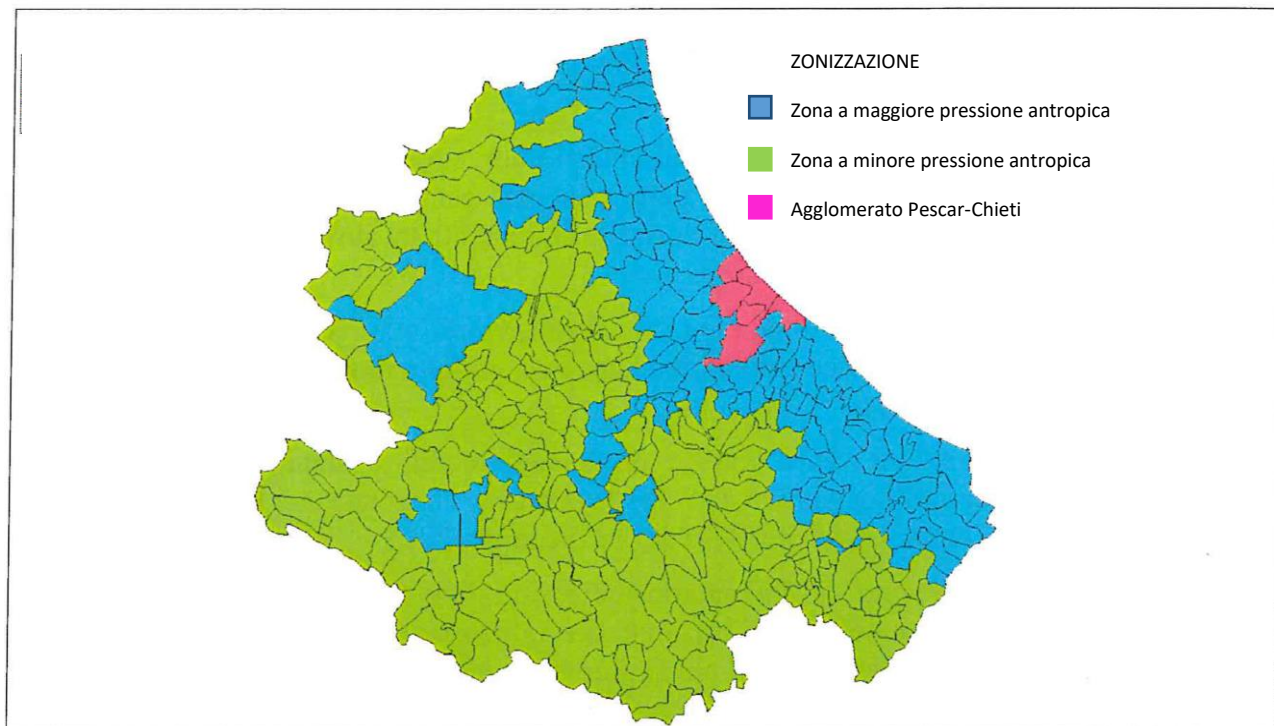 ZONIZZAZIONE
Zona a maggiore pressione antropica
Zona a minore pressione antropica
Agglomerato Pescar-Chieti